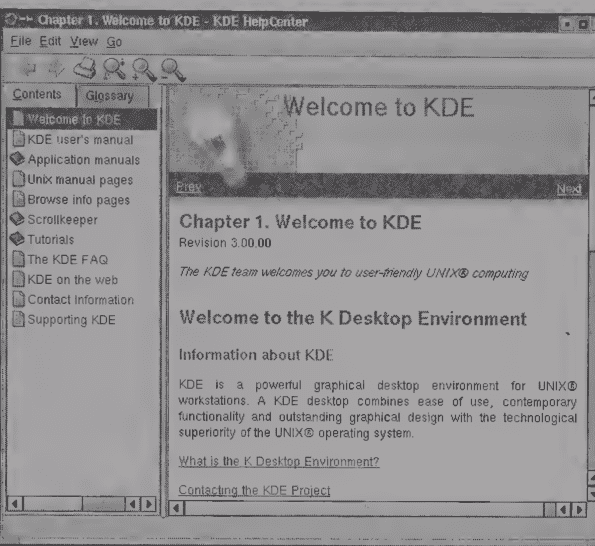 Chapter 1. Welcome to KDE - KDE HelpCenter
File Edit View Go
Contents Glossary
Welcome to KDE
KDE user's manual
Application manuals
Unix manual pages
Browse info pages
Scrollkeeper
Tutorials
The KDE FAQ
KDE on the web
Contact Information
Supporting KDE
Welcome to KDE
Prev Next
Chapter 1. Welcome to KDE
Revision 3.00.00
The KDE team welcomes you to user-friendly UNIX® computing
Welcome to the K Desktop Environment
Information about KDE
KDE is a powerful graphical desktop environment for UNIX®
workstations. A KDE desktop combines ease of use, contemporary
functionality and outstanding graphical design with the technological
superiority of the UNIX® operating system.
What is the K Desktop Environment?
Contacting the KDE Project